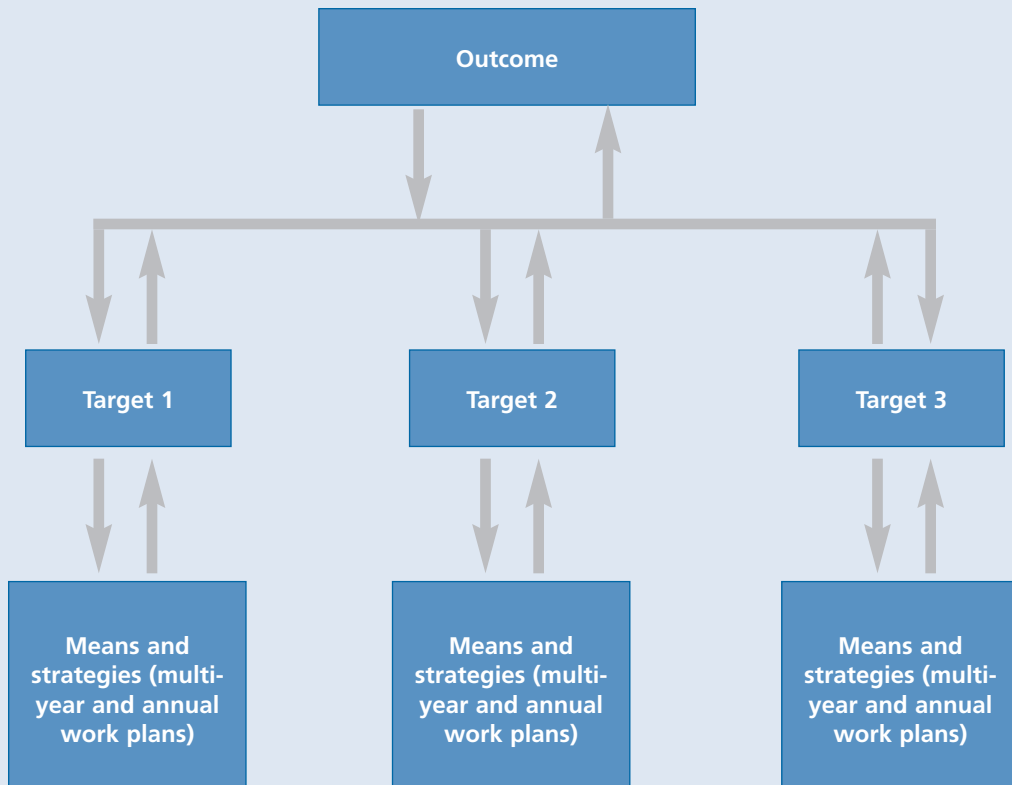 Outcome
Target 1
Target 2
Target 3
Means and
strategies (multi-
year and annual
work plans)
Means and
strategies (multi-
year and annual
work plans)
Means and
strategies (multi-
year and annual
work plans)